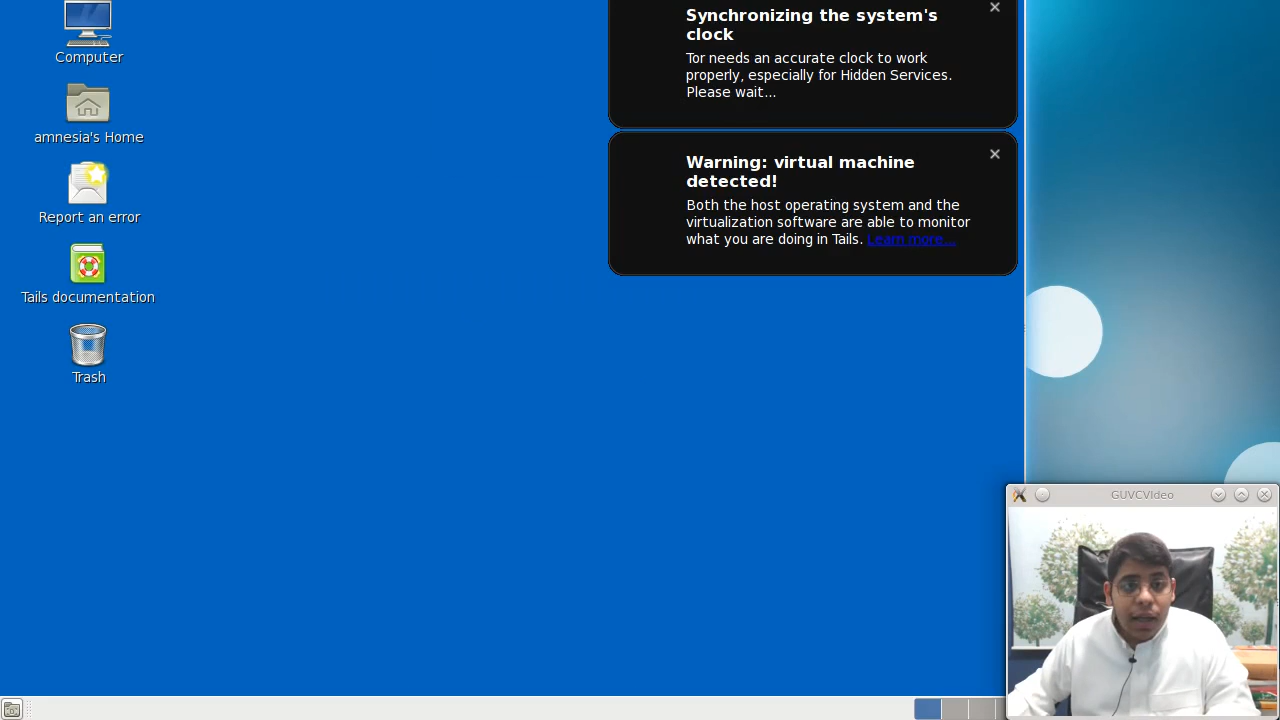 Computer
amnesia's Home
Report an error
Tails documentation
Trash
Synchronizing the system's
clock
Tor needs an accurate clock to work
properly, especially for Hidden Services.
Please wait...
Warning: virtual machine
detected!
Both the host operating system and the
virtualization software are able to monitor
what you are doing in Tails. Learn more...
GUVCVIdeo